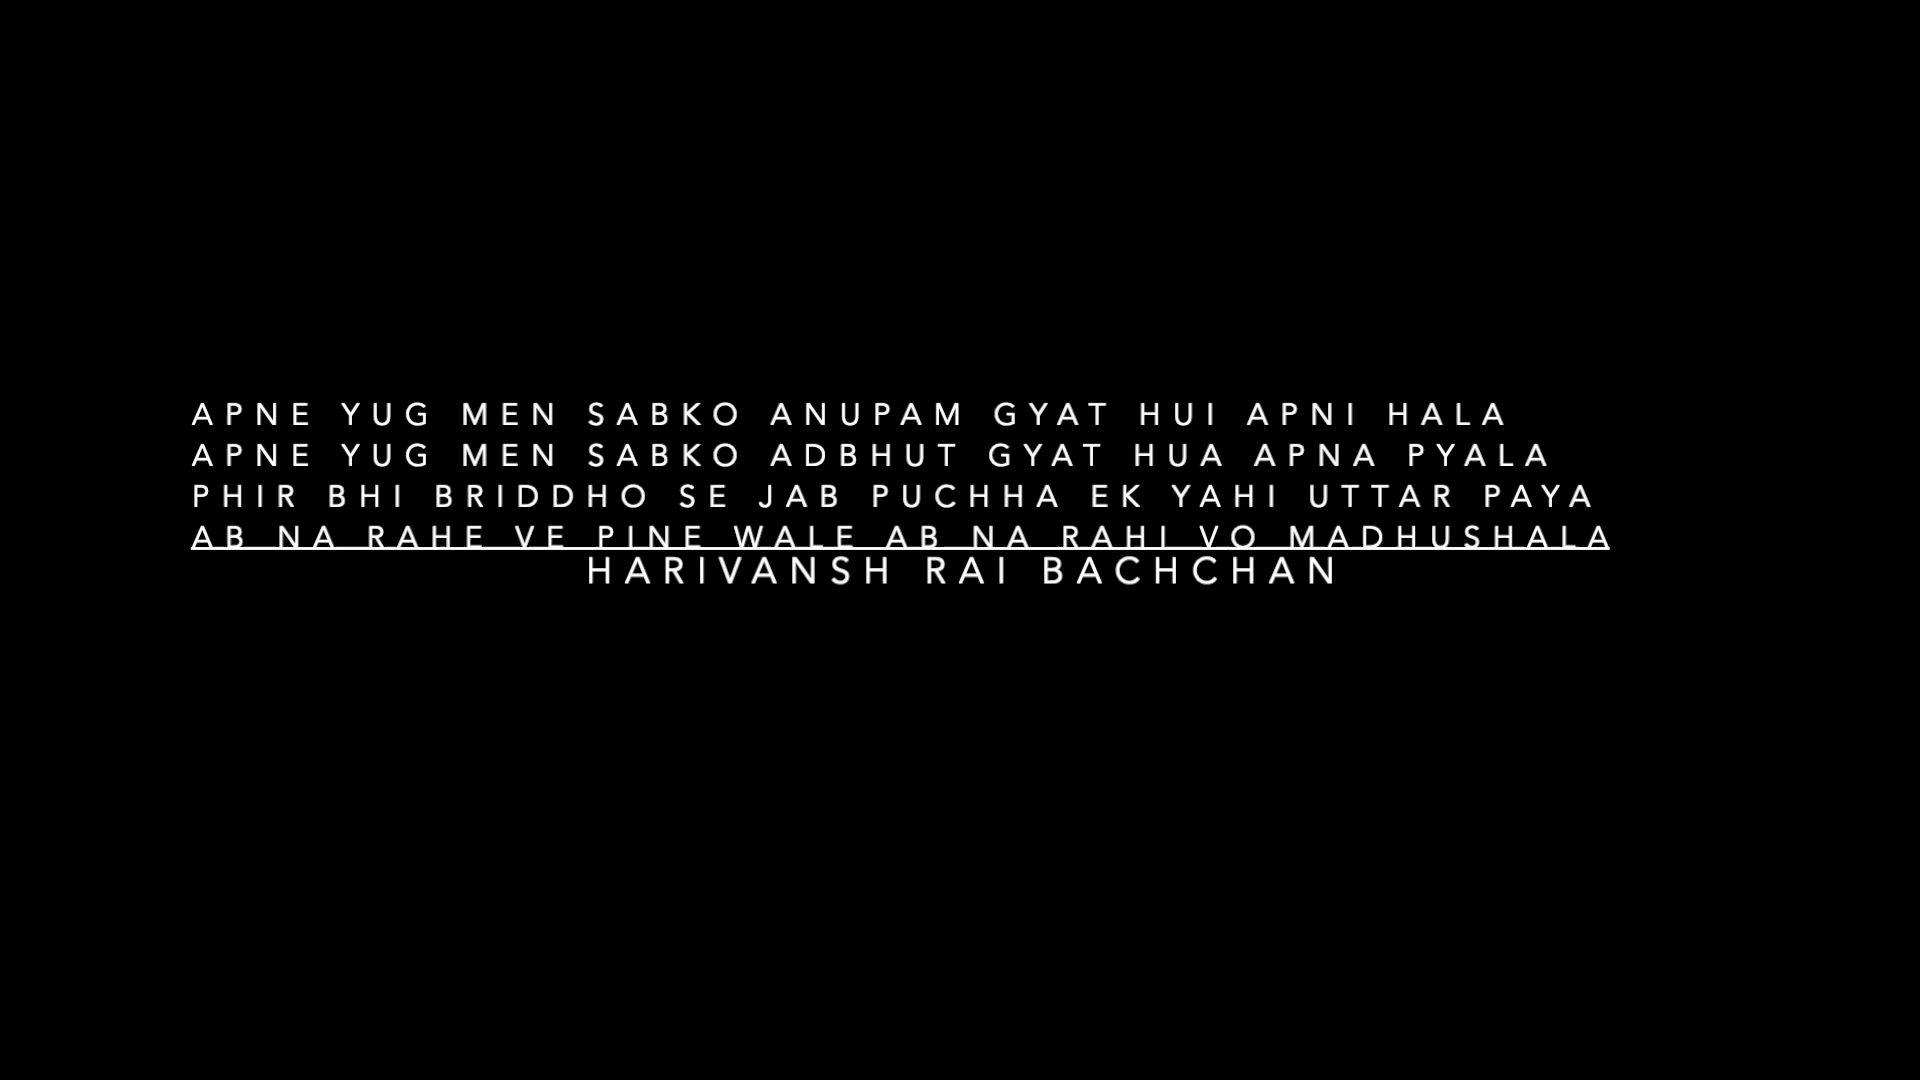 APNE YUG MEN SABKO ANUPAM GYAT HUI APNI HALA
APNE YUG MEN SABKO ADBHUT GYAT HUA APNA PYALA
PHIR BHI BRIDDHO SE JAB PUCHHA EK YAHI UTTAR PAYA
AB NA RAHE VE PINE WALE AB NA RAHI VO MADHUSHALA
HARIVANSH RAI BACHCHAN